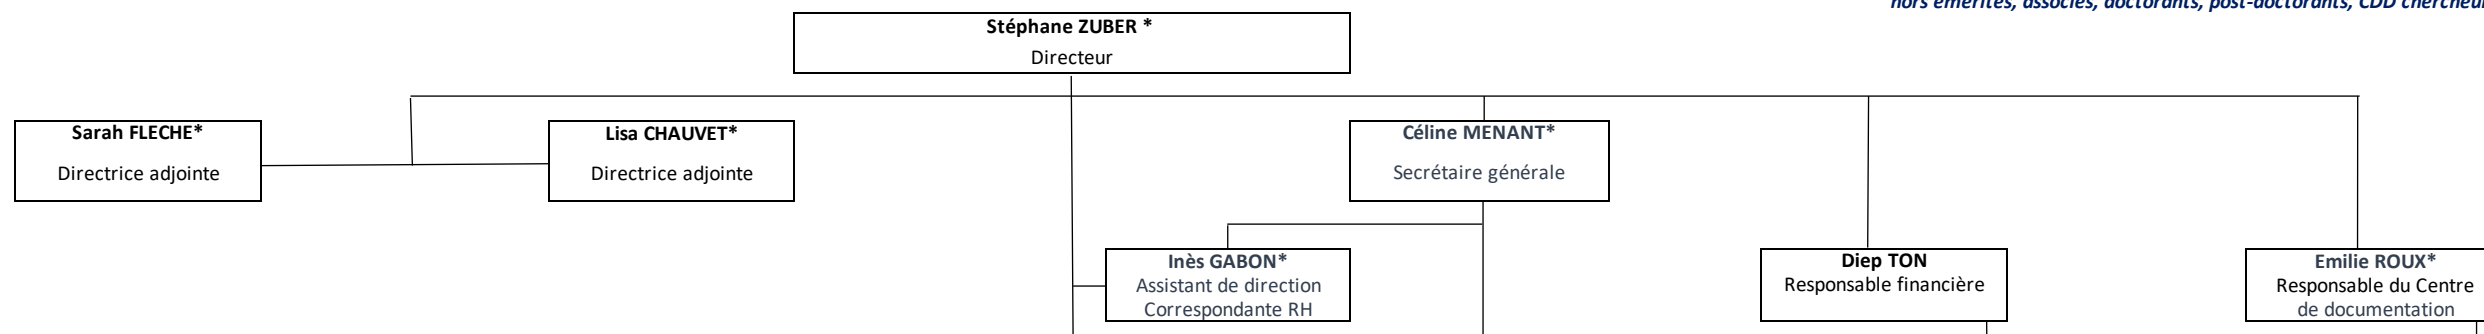 hors émérites, associés, doctorants, post-doctorants, CDD chercheur
Stéphane ZUBER *
Directeur
Sarah FLECHE*
Directrice adjointe
Lisa CHAUVET*
Directrice adjointe
Céline MENANT*
Secrétaire générale
Inès GABON*
Assistant de direction
Correspondante RH
Diep TON
Responsable financière
Emilie ROUX*
Responsable du Centre
de documentation